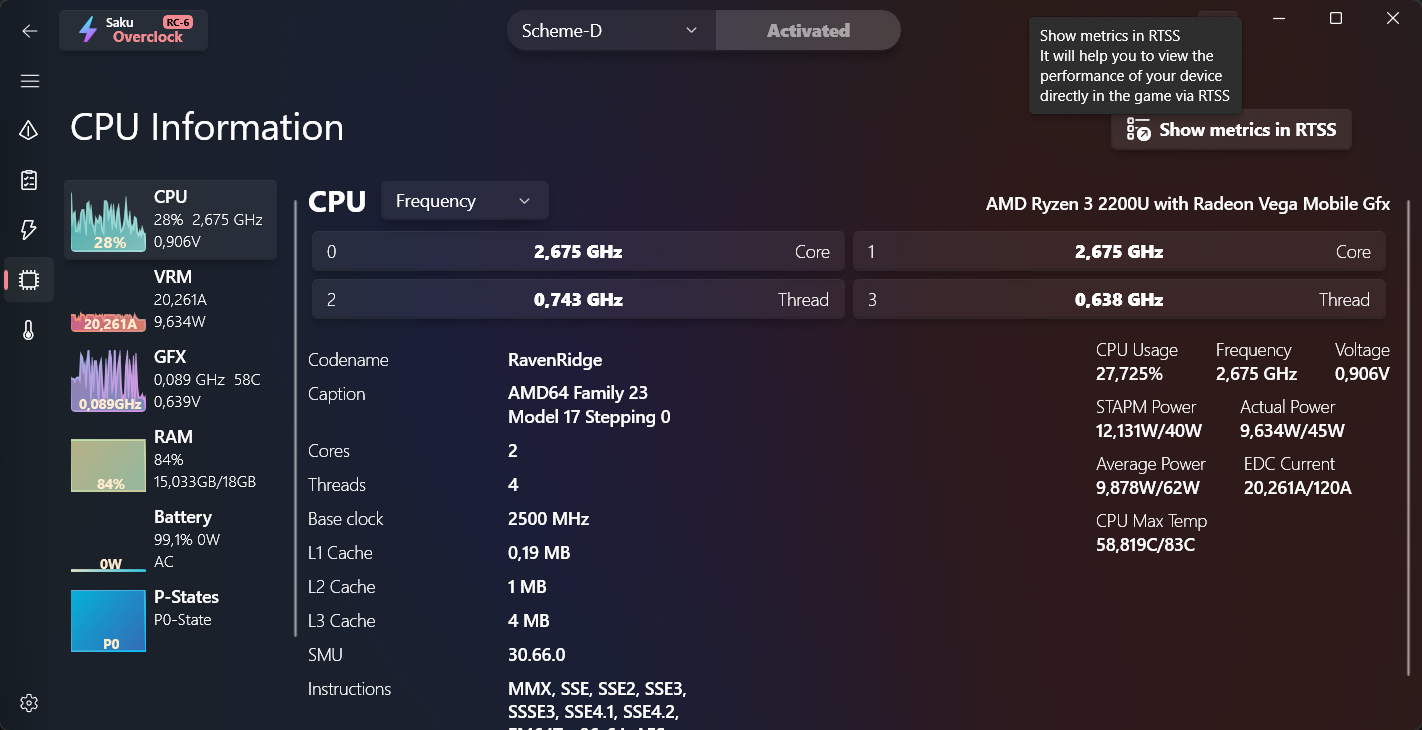 Saku RC-6
Overclock
Scheme-D
Activated
Show metrics in RTSS
It will help you to view the
performance of your device
directly in the game via RTSS
CPU Information
Show metrics in RTSS
CPU
28% 2,675 GHz
0,906V
28%
VRM
20,261A
9,634W
20,261A
GFX
0,089 GHz 58C
0,639V
0,089GHz
RAM
84%
15,033GB/18GB
84%
Battery
99,1% 0W
AC
0W
P-States
P0-State
P0
CPU
Frequency
AMD Ryzen 3 2200U with Radeon Vega Mobile Gfx
0 2,675 GHz Core
1 2,675 GHz Core
2 0,743 GHz Thread
3 0,638 GHz Thread
Codename RavenRidge
Caption AMD64 Family 23
Model 17 Stepping 0
Cores 2
Threads 4
Base clock 2500 MHz
L1 Cache 0,19 MB
L2 Cache 1 MB
L3 Cache 4 MB
SMU 30.66.0
Instructions MMX, SSE, SSE2, SSE3,
SSSE3, SSE4.1, SSE4.2,
CPU Usage Frequency Voltage
27,725% 2,675 GHz 0,906V
STAPM Power Actual Power
12,131W/40W 9,634W/45W
Average Power EDC Current
9,878W/62W 20,261A/120A
CPU Max Temp
58,819C/83C